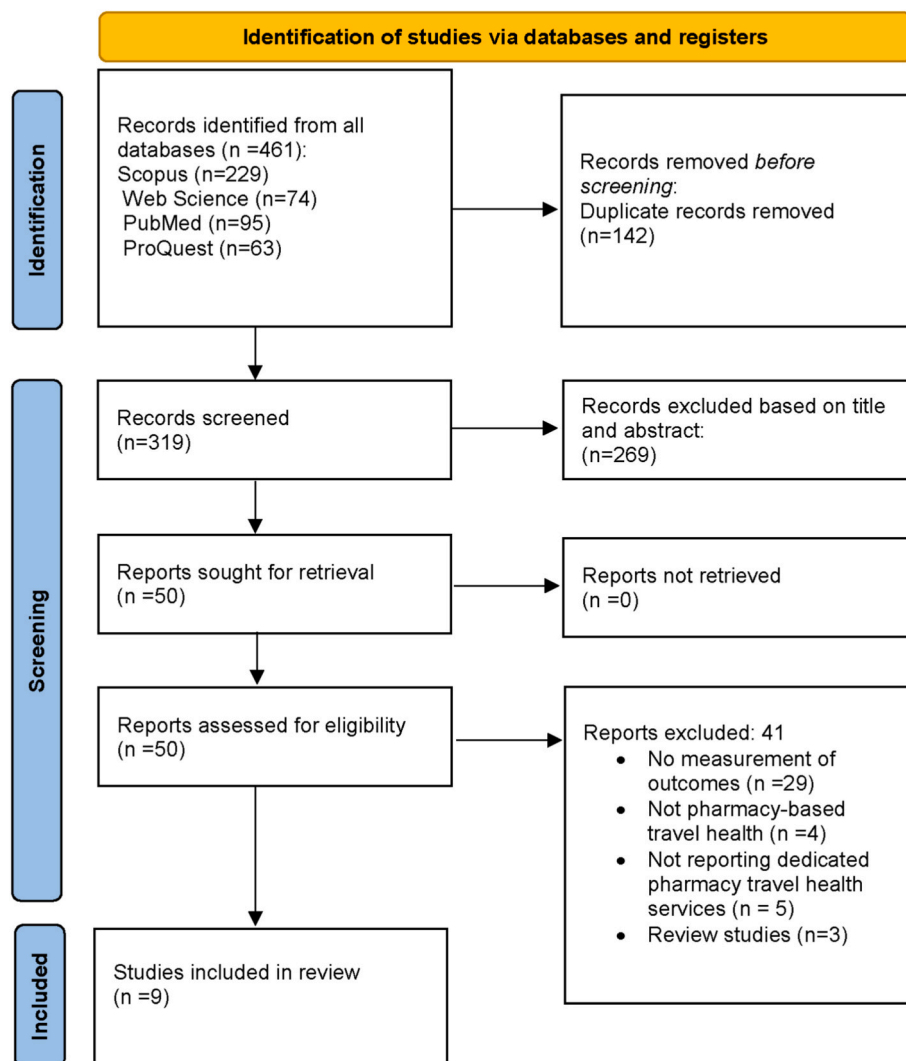 Identification of studies via databases and registers
Identification
Records identified from all
databases (n =461):
Scopus (n=229)
Web Science (n=74)
PubMed (n=95)
ProQuest (n=63)
Records removed before
screening:
Duplicate records removed
(n=142)
Screening
Records screened
(n=319)
Records excluded based on title
and abstract:
(n=269)
Reports sought for retrieval
(n =50)
Reports not retrieved
(n =0)
Reports assessed for eligibility
(n =50)
Reports excluded: 41
• No measurement of
outcomes (n =29)
• Not pharmacy-based
travel health (n =4)
• Not reporting dedicated
pharmacy travel health
services (n = 5)
• Review studies (n=3)
Included
Studies included in review
(n =9)